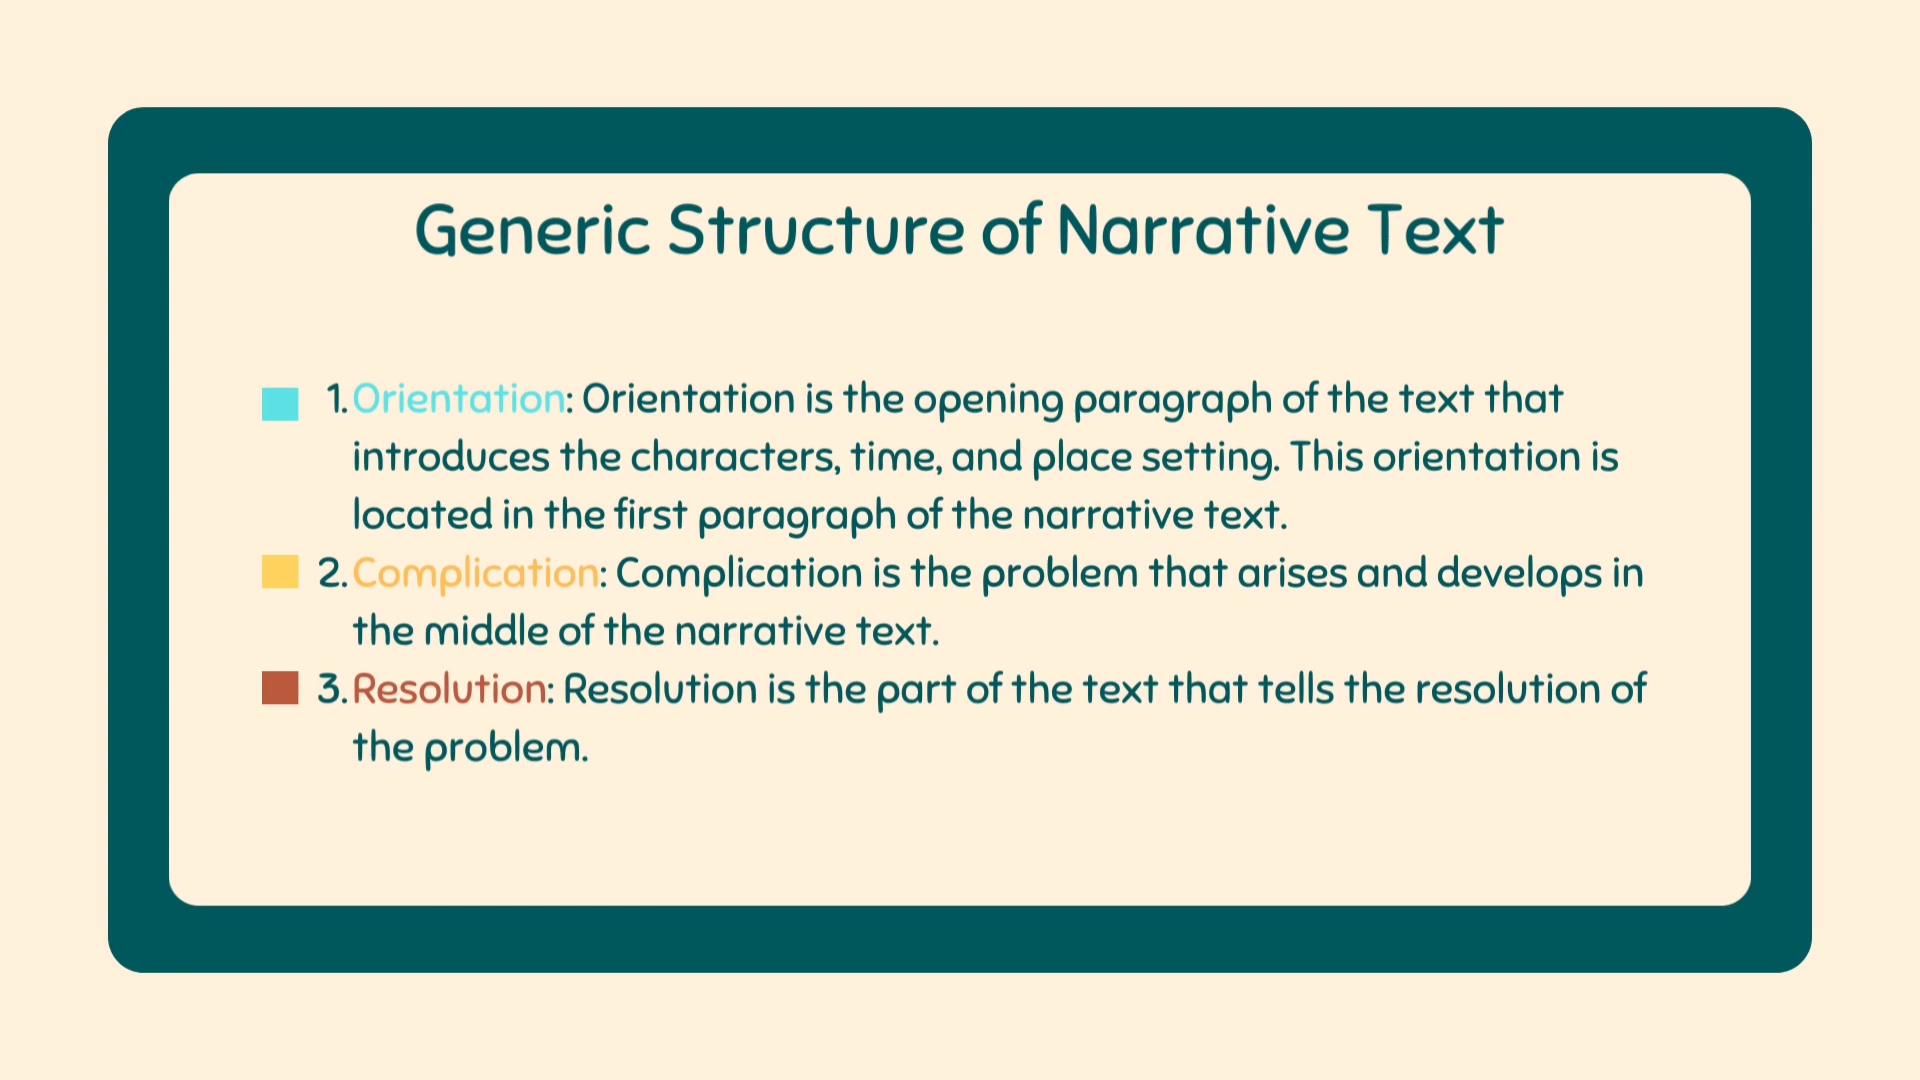 Generic Structure of Narrative Text
1. Orientation: Orientation is the opening paragraph of the text that
introduces the characters, time, and place setting. This orientation is
located in the first paragraph of the narrative text.
2. Complication: Complication is the problem that arises and develops in
the middle of the narrative text.
3. Resolution: Resolution is the part of the text that tells the resolution of
the problem.